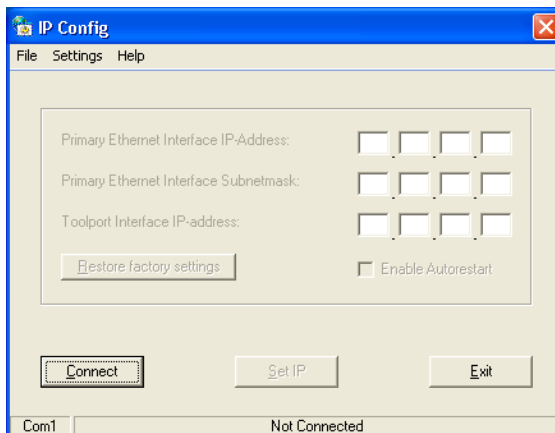 IP Config
File Settings Help
Primary Ethernet Interface IP-Address:
Primary Ethernet Interface Subnetmask:
Toolport Interface IP-address:
Restore factory settings
Enable Autorestart
Connect Set IP Exit
Com1 Not Connected